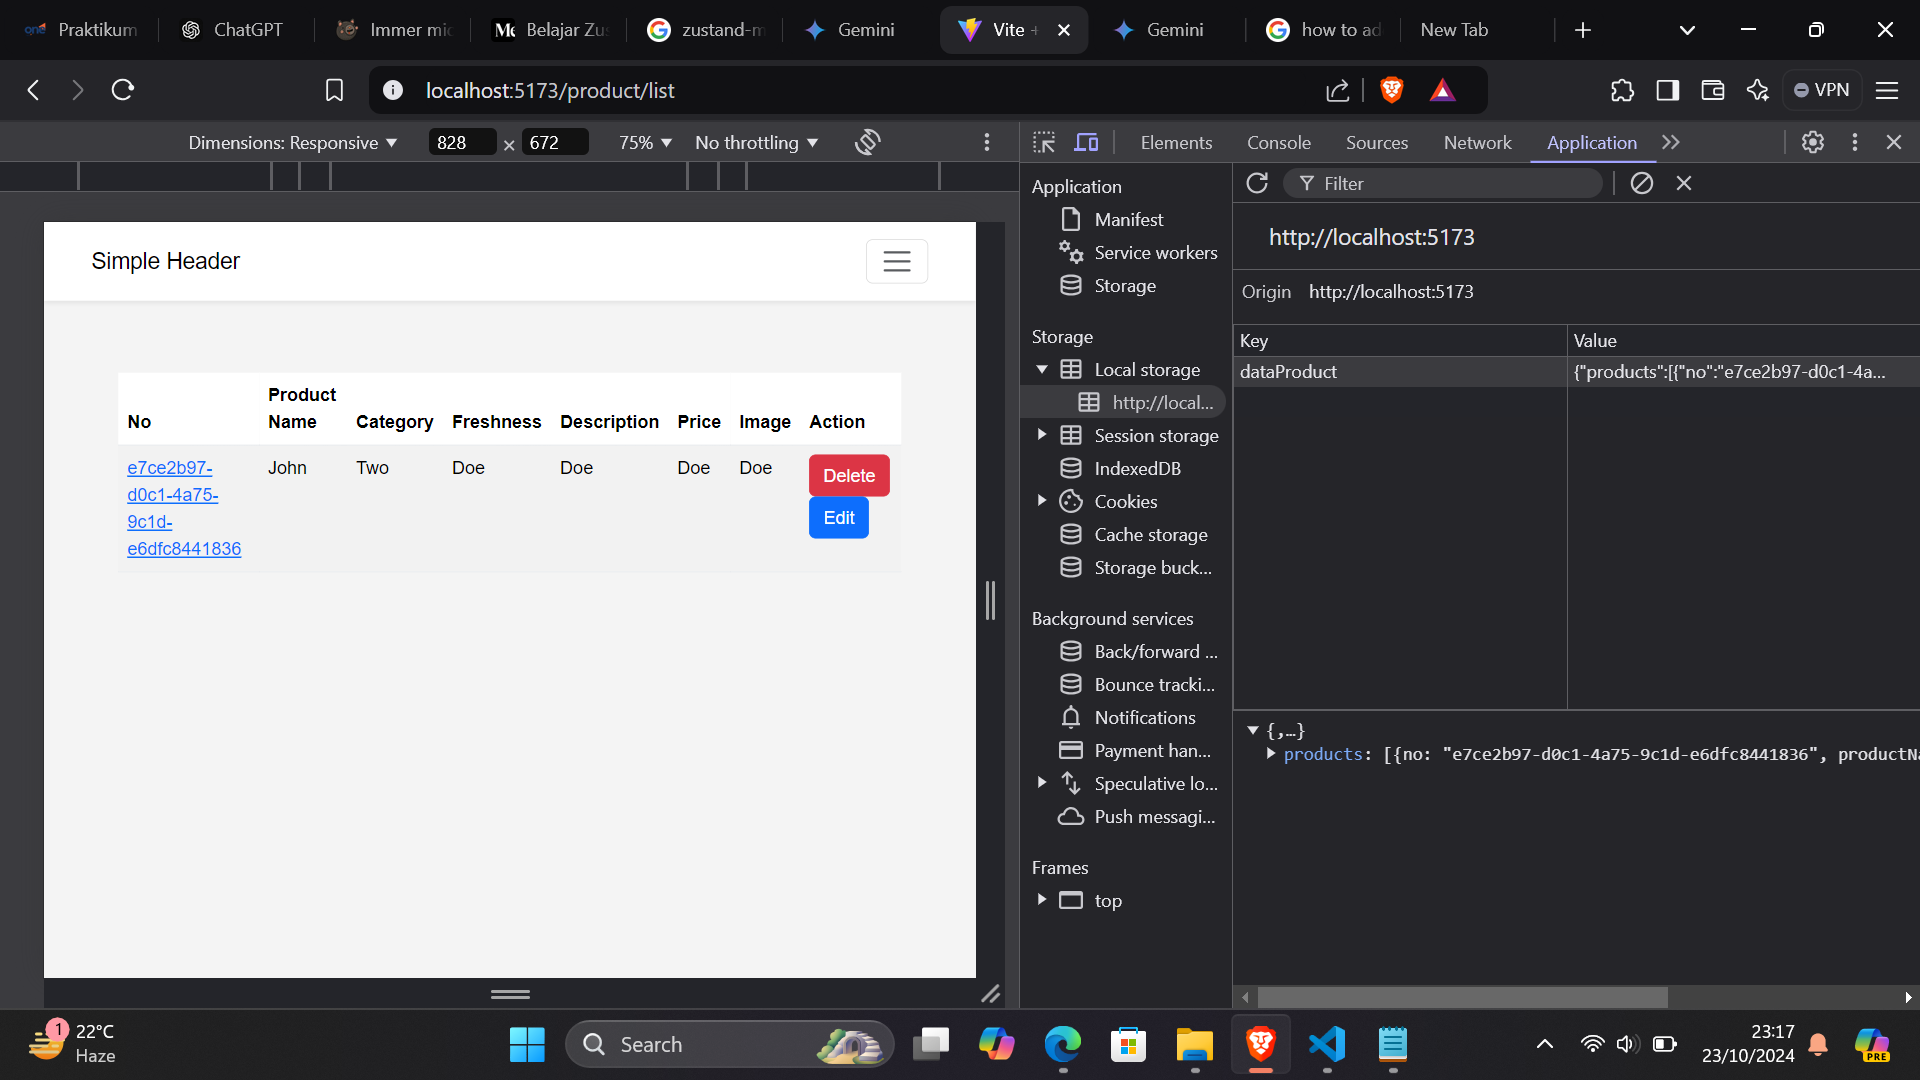 Praktikum
ChatGPT
Immer mic
Belajar Zus
zustand-m
Gemini
Vite +
Gemini
how to ad
New Tab
localhost:5173/product/list
VPN
Dimensions: Responsive
828 × 672
75%
No throttling
Elements
Console
Sources
Network
Application
Simple Header
No
Product Name
Category
Freshness
Description
Price
Image
Action
e7ce2b97-
d0c1-4a75-
9c1d-
e6dfc8441836
John
Two
Doe
Doe
Doe
Doe
Delete
Edit
Application
Manifest
Service workers
Storage
Storage
Local storage
http://local...
Session storage
IndexedDB
Cookies
Cache storage
Storage buck...
Background services
Back/forward ...
Bounce tracki...
Notifications
Payment han...
Speculative lo...
Push messagi...
Frames
top
Filter
http://localhost:5173
Origin http://localhost:5173
Key Value
dataProduct {"products":[{"no":"e7ce2b97-d0c1-4a...
{,…}
products: [{no: "e7ce2b97-d0c1-4a75-9c1d-e6dfc8441836", productNa
1
22°C
Haze
Search
PRE
23:17
23/10/2024